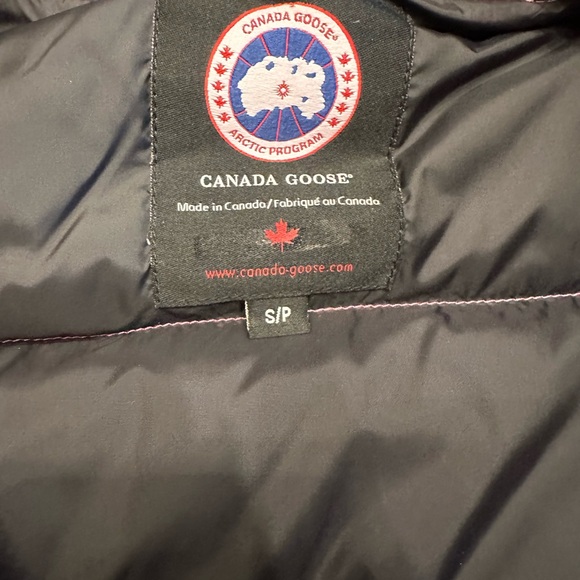 CANADA GOOSE®
ARCTIC PROGRAM
CANADA GOOSE®
Made in Canada/Fabriqué au Canada
www.canada-goose.com
S/P